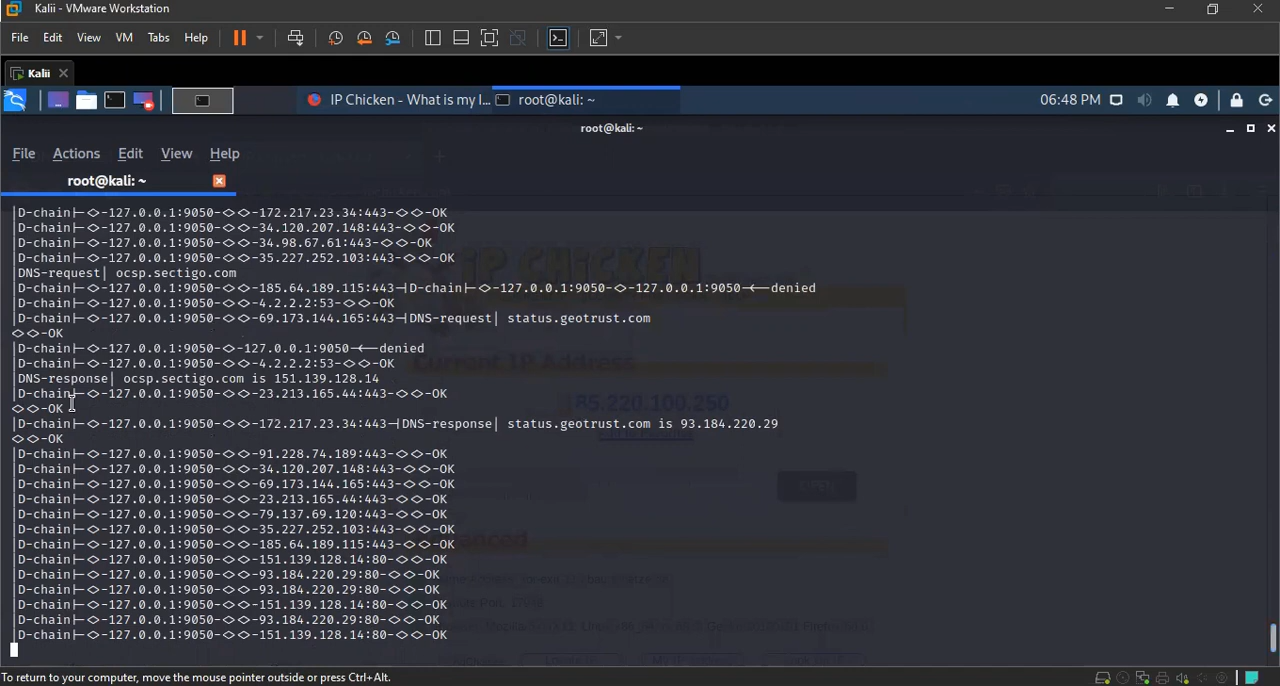 Kalii - VMware Workstation
File Edit View VM Tabs Help
Kalii
IP Chicken - What is my I... root@kali: ~ 06:48 PM
root@kali: ~
File Actions Edit View Help
root@kali: ~
|D-chain|-<>-127.0.0.1:9050-<><>-172.217.23.34:443-<><>-OK
|D-chain|-<>-127.0.0.1:9050-<><>-34.120.207.148:443-<><>-OK
|D-chain|-<>-127.0.0.1:9050-<><>-34.98.67.61:443-<><>-OK
|D-chain|-<>-127.0.0.1:9050-<><>-35.227.252.103:443-<><>-OK
|DNS-request| ocsp.sectigo.com
|D-chain|-<>-127.0.0.1:9050-<><>-185.64.189.115:443-|D-chain|-<>-127.0.0.1:9050-<>-127.0.0.1:9050-<--denied
|D-chain|-<>-127.0.0.1:9050-<><>-4.2.2.2:53-<><>-OK
|D-chain|-<>-127.0.0.1:9050-<><>-69.173.144.165:443-|DNS-request| status.geotrust.com
<><>-OK
|D-chain|-<>-127.0.0.1:9050-<>-127.0.0.1:9050-<--denied
|D-chain|-<>-127.0.0.1:9050-<><>-4.2.2.2:53-<><>-OK
|DNS-response| ocsp.sectigo.com is 151.139.128.14
|D-chain|-<>-127.0.0.1:9050-<><>-23.213.165.44:443-<><>-OK
<><>-OK
|D-chain|-<>-127.0.0.1:9050-<><>-172.217.23.34:443-|DNS-response| status.geotrust.com is 93.184.220.29
<><>-OK
|D-chain|-<>-127.0.0.1:9050-<><>-91.228.74.189:443-<><>-OK
|D-chain|-<>-127.0.0.1:9050-<><>-34.120.207.148:443-<><>-OK
|D-chain|-<>-127.0.0.1:9050-<><>-69.173.144.165:443-<><>-OK
|D-chain|-<>-127.0.0.1:9050-<><>-23.213.165.44:443-<><>-OK
|D-chain|-<>-127.0.0.1:9050-<><>-79.137.69.120:443-<><>-OK
|D-chain|-<>-127.0.0.1:9050-<><>-35.227.252.103:443-<><>-OK
|D-chain|-<>-127.0.0.1:9050-<><>-185.64.189.115:443-<><>-OK
|D-chain|-<>-127.0.0.1:9050-<><>-151.139.128.14:80-<><>-OK
|D-chain|-<>-127.0.0.1:9050-<><>-93.184.220.29:80-<><>-OK
|D-chain|-<>-127.0.0.1:9050-<><>-93.184.220.29:80-<><>-OK
|D-chain|-<>-127.0.0.1:9050-<><>-151.139.128.14:80-<><>-OK
|D-chain|-<>-127.0.0.1:9050-<><>-93.184.220.29:80-<><>-OK
|D-chain|-<>-127.0.0.1:9050-<><>-151.139.128.14:80-<><>-OK
iP CHiCKEN
Current IP Address
85.220.100.250
To return to your computer, move the mouse pointer outside or press Ctrl+Alt.